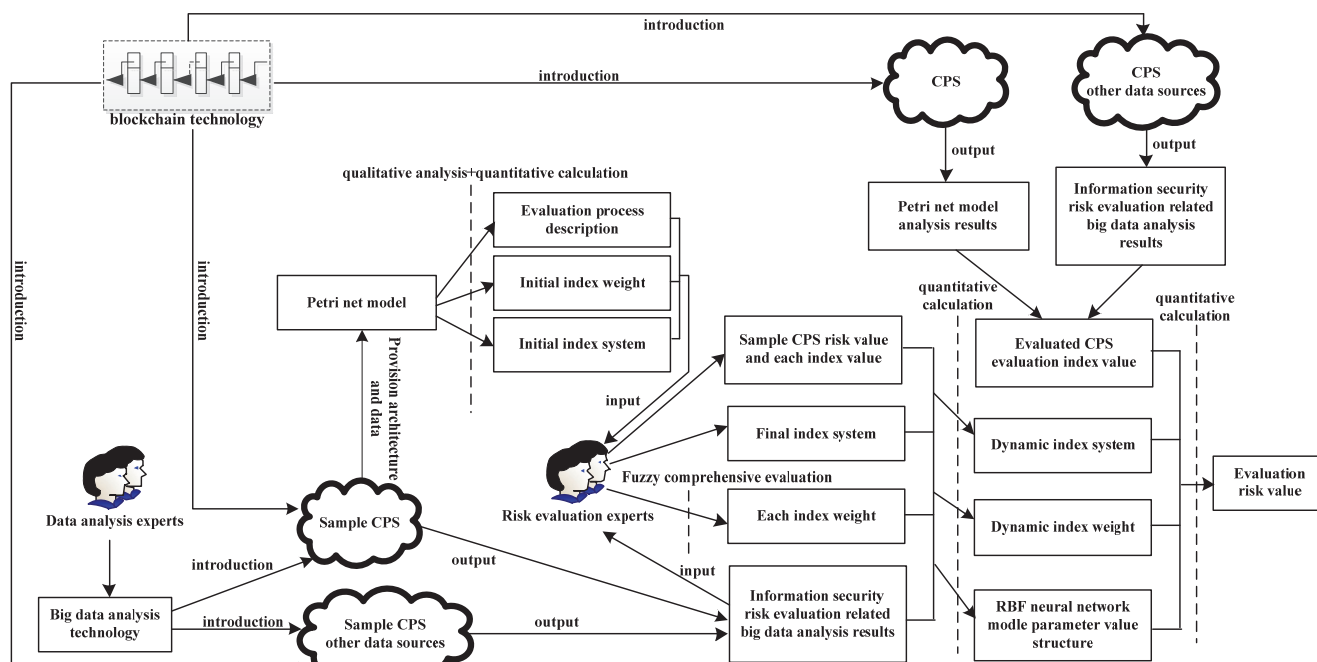 introduction
blockchain technology
introduction
CPS
CPS
other data sources
output
output
qualitative analysis
quantitative calculation
Evaluation process
description
Initial index weight
Initial index system
Petri net model
Petri net model
analysis results
Information security
risk evaluation related
big data analysis
results
introduction
introduction
Provision architecture
and data
quantitative
calculation
quantitative
calculation
Sample CPS risk value
and each index value
Evaluated CPS
evaluation index value
input
Final index system
Dynamic index system
Fuzzy comprehensive evaluation
Evaluation
risk value
Data analysis experts
Sample CPS
Risk evaluation experts
Each index weight
Dynamic index weight
introduction
output
input
Big data analysis
technology
introduction
Sample CPS
other data sources
output
Information security
risk evaluation related
big data analysis results
RBF neural network
modle parameter value
structure